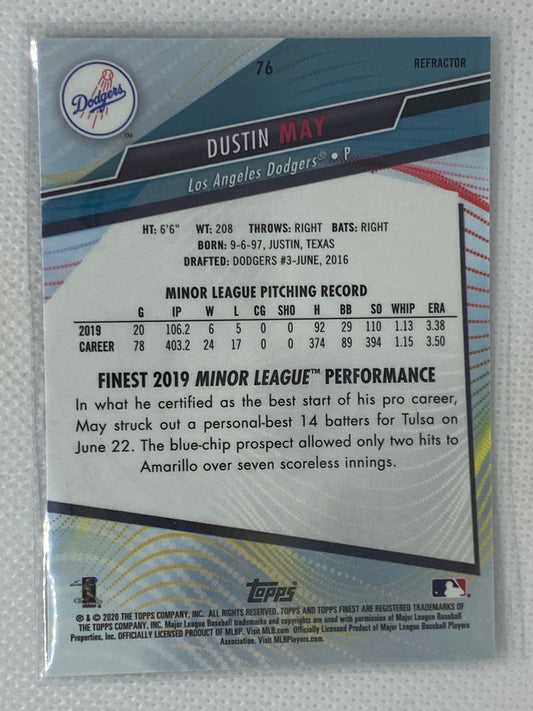 76
REFRACTOR
Dodgers
TM
DUSTIN MAY
Los Angeles Dodgers® • P
HT: 6'6" WT: 208 THROWS: RIGHT BATS: RIGHT
BORN: 9-6-97, JUSTIN, TEXAS
DRAFTED: DODGERS #3-JUNE, 2016
MINOR LEAGUE PITCHING RECORD
G IP W L CG SHO H BB SO WHIP ERA
2019 20 106.2 6 5 0 0 92 29 110 1.13 3.38
CAREER 78 403.2 24 17 0 0 374 89 394 1.15 3.50
FINEST 2019 MINOR LEAGUE™ PERFORMANCE
In what he certified as the best start of his pro career,
May struck out a personal-best 14 batters for Tulsa on
June 22. The blue-chip prospect allowed only two hits to
Amarillo over seven scoreless innings.
topps
® & © 2020 THE TOPPS COMPANY, INC. ALL RIGHTS RESERVED. TOPPS AND TOPPS FINEST ARE REGISTERED TRADEMARKS OF
THE TOPPS COMPANY, INC. Major League Baseball trademarks and copyrights are used with permission of Major League Baseball
Properties, Inc. OFFICIALLY LICENSED PRODUCT OF MLBP. Visit MLB.com Officially Licensed Product of Major League Baseball Players
Association. Visit MLBPlayers.com.